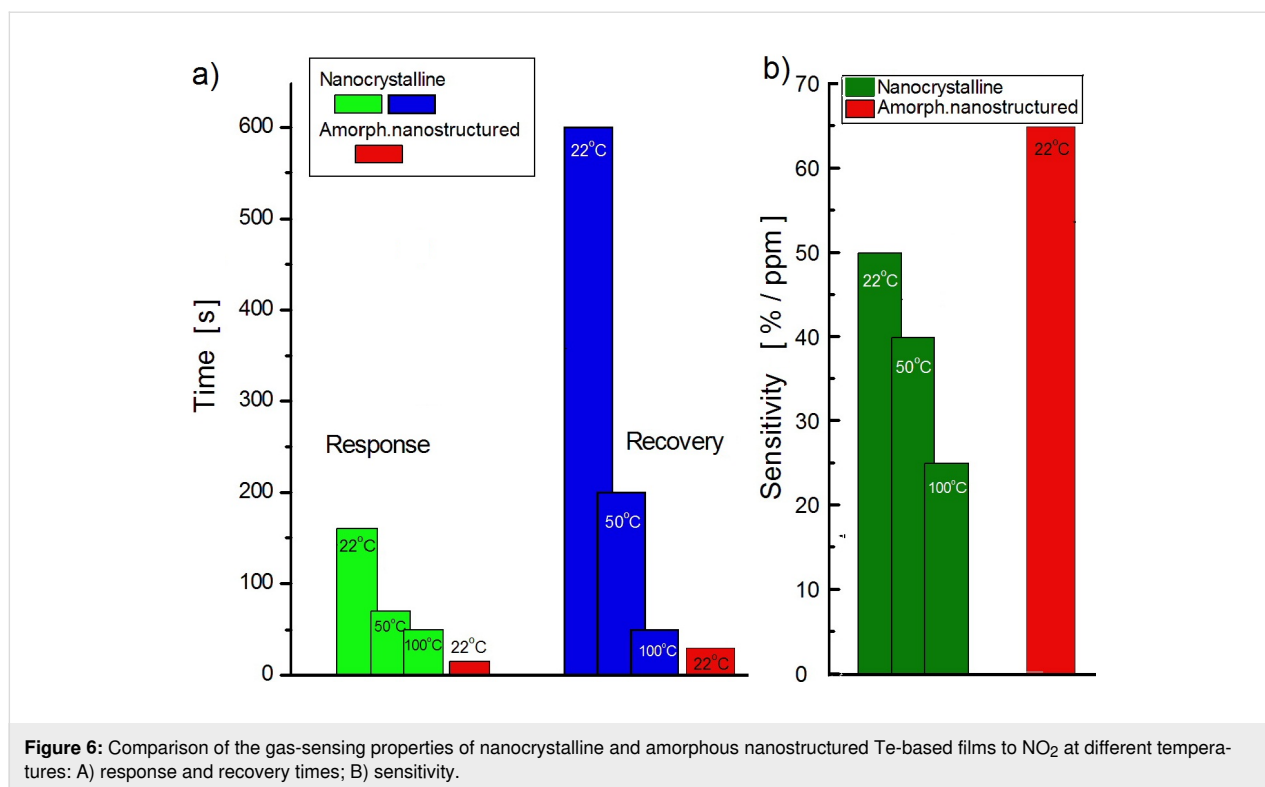 a)
Nanocrystalline
Amorph.nanostructured
600
500
400
300
200
100
0
Time [s]
Response
22°C
50°C
100°C
22°C
Recovery
22°C
50°C
100°C
22°C
b)
Nanocrystalline
Amorph.nanostructured
70
60
50
40
30
20
10
0
Sensitivity [ % / ppm ]
22°C
50°C
100°C
22°C
Figure 6: Comparison of the gas-sensing properties of nanocrystalline and amorphous nanostructured Te-based films to NO₂ at different tempera-
tures: A) response and recovery times; B) sensitivity.